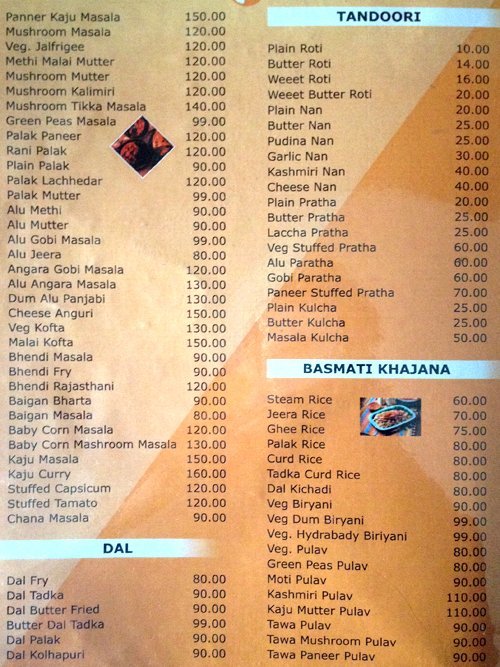 Panner Kaju Masala 150.00
Mushroom Masala 120.00
Veg. Jalfrigee 120.00
Methi Malai Mutter 120.00
Mushroom Mutter 120.00
Mushroom Kalimiri 120.00
Mushroom Tikka Masala 140.00
Green Peas Masala 99.00
Palak Paneer 120.00
Rani Palak 120.00
Plain Palak 90.00
Palak Lachhedar 120.00
Palak Mutter 99.00
Alu Methi 90.00
Alu Mutter 90.00
Alu Gobi Masala 99.00
Alu Jeera 80.00
Angara Gobi Masala 120.00
Alu Angara Masala 130.00
Dum Alu Panjabi 130.00
Cheese Anguri 150.00
Veg Kofta 130.00
Malai Kofta 150.00
Bhendi Masala 90.00
Bhendi Fry 90.00
Bhendi Rajasthani 120.00
Baigan Bharta 90.00
Baigan Masala 80.00
Baby Corn Masala 120.00
Baby Corn Mashroom Masala 130.00
Kaju Masala 150.00
Kaju Curry 160.00
Stuffed Capsicum 120.00
Stuffed Tamato 120.00
Chana Masala 90.00
DAL
Dal Fry 80.00
Dal Tadka 90.00
Dal Butter Fried 90.00
Butter Dal Tadka 99.00
Dal Palak 90.00
Dal Kolhapuri 90.00
TANDOORI
Plain Roti 10.00
Butter Roti 14.00
Weeet Roti 16.00
Weeet Butter Roti 20.00
Plain Nan 20.00
Butter Nan 25.00
Pudina Nan 25.00
Garlic Nan 30.00
Kashmiri Nan 40.00
Cheese Nan 40.00
Plain Pratha 20.00
Butter Pratha 25.00
Laccha Pratha 25.00
Veg Stuffed Pratha 60.00
Alu Paratha 60.00
Gobi Paratha 60.00
Paneer Stuffed Pratha 70.00
Plain Kulcha 25.00
Butter Kulcha 25.00
Masala Kulcha 50.00
BASMATI KHAJANA
Steam Rice 60.00
Jeera Rice 70.00
Ghee Rice 75.00
Palak Rice 80.00
Curd Rice 80.00
Tadka Curd Rice 80.00
Dal Kichadi 80.00
Veg Biryani 90.00
Veg Dum Biryani 99.00
Veg. Hydrabady Biriyani 99.00
Veg. Pulav 80.00
Green Peas Pulav 80.00
Moti Pulav 90.00
Kashmiri Pulav 110.00
Kaju Mutter Pulav 110.00
Tawa Pulav 90.00
Tawa Mushroom Pulav 90.00
Tawa Paneer Pulav 99.00